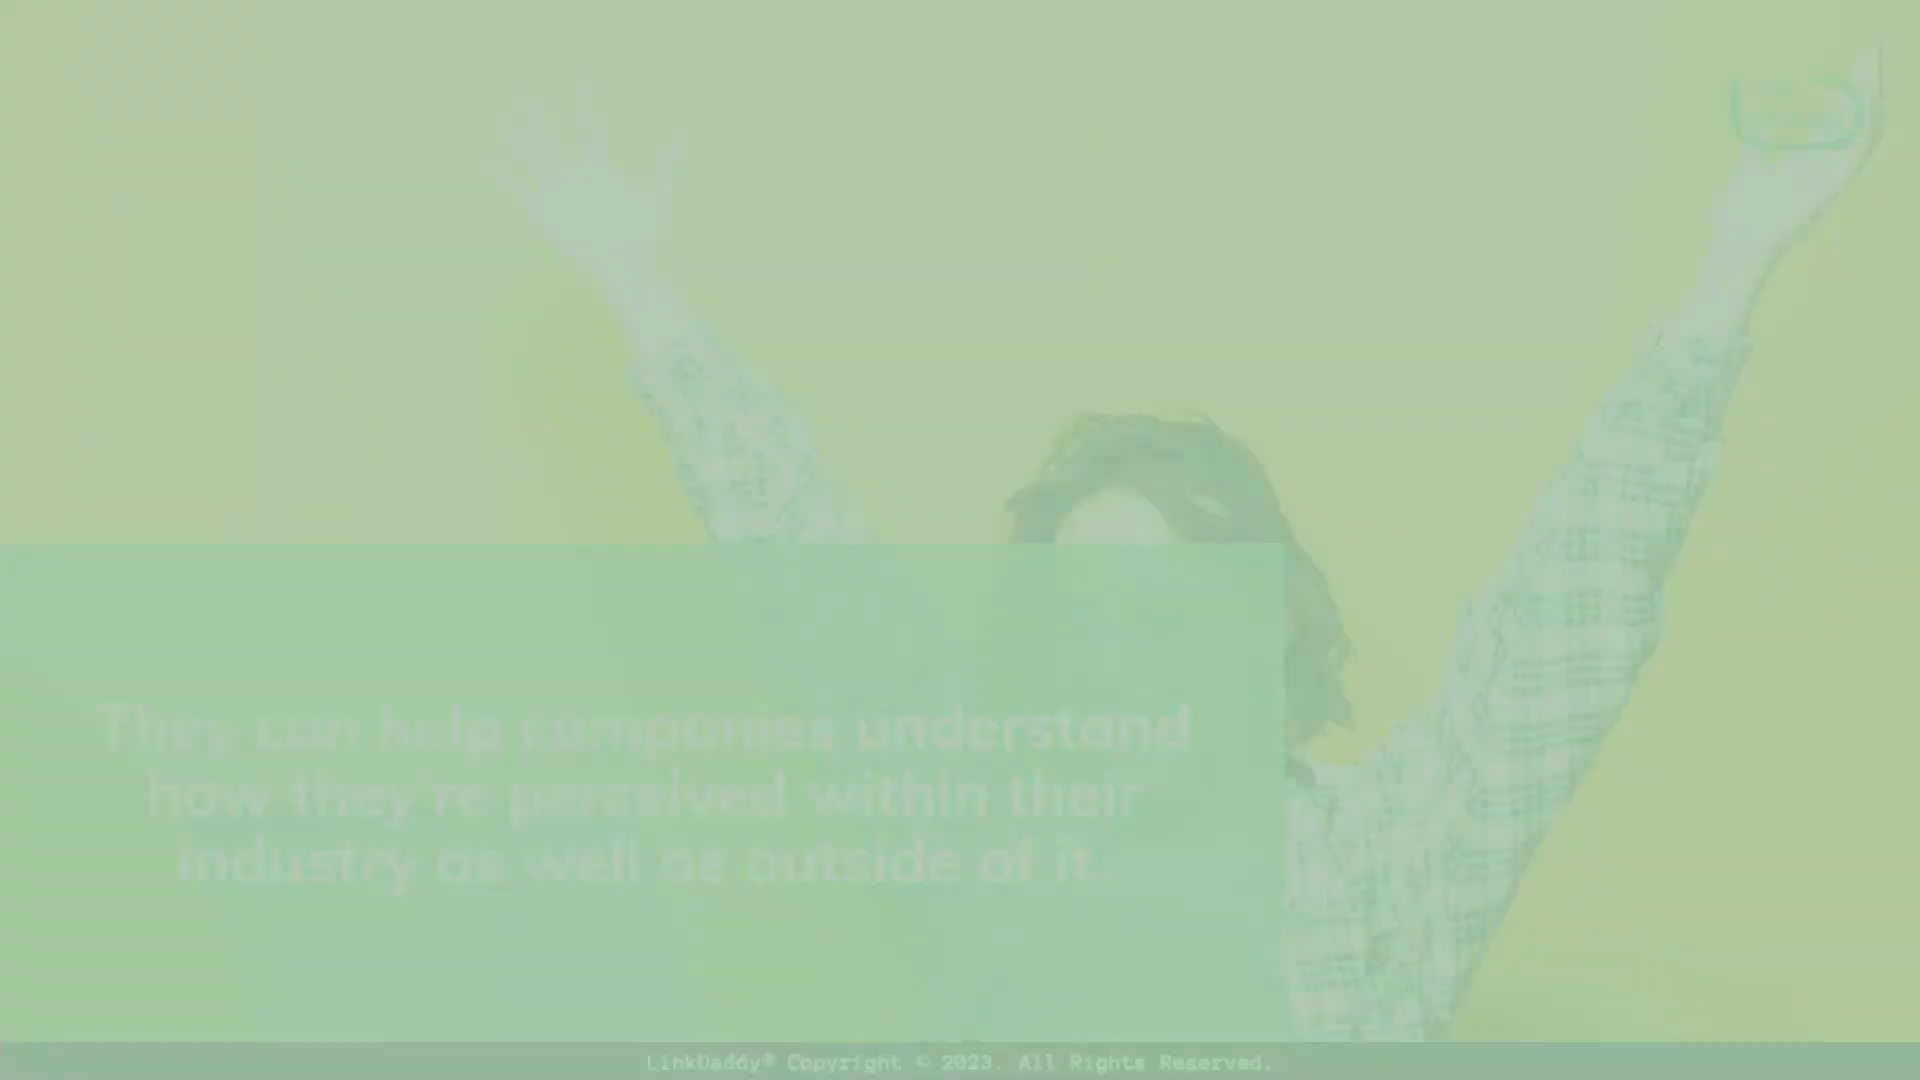 They can help companies understand
how they're perceived within their
industry as well as outside of it.
LinkDaddy® Copyright © 2023. All Rights Reserved.